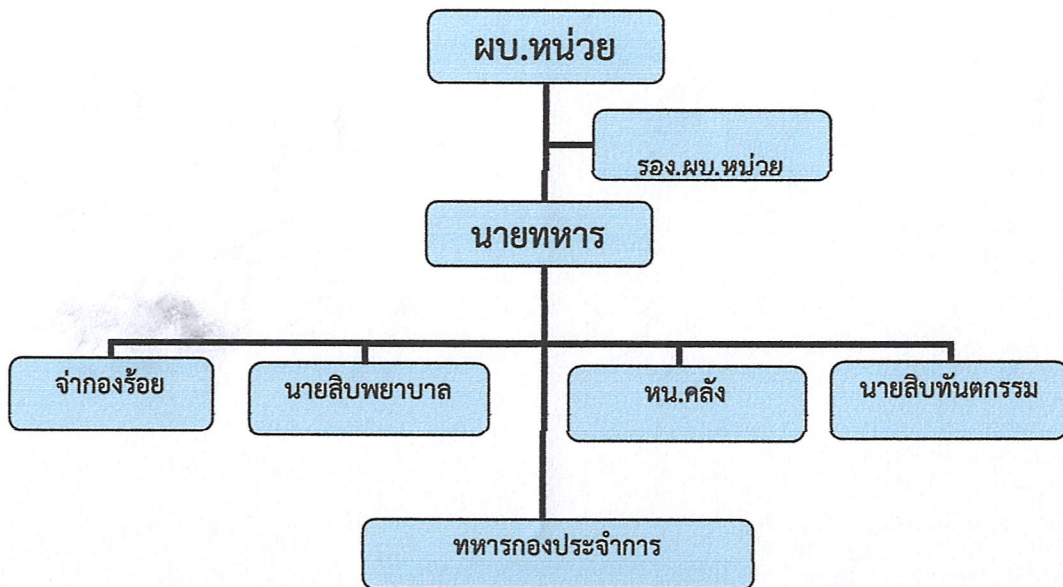 ผบ.หน่วย
รอง.ผบ.หน่วย
นายทหาร
จ่ากองร้อย
นายสิบพยาบาล
หน.คลัง
นายสิบทันตกรรม
ทหารกองประจำการ